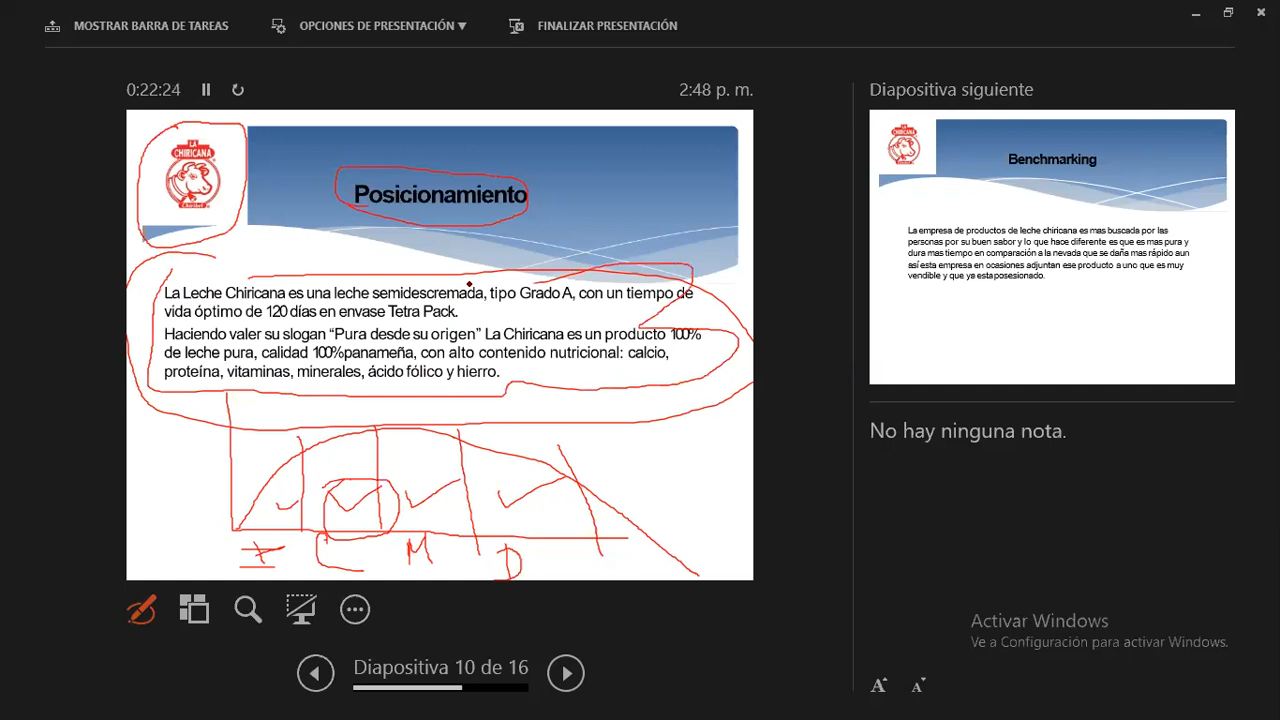 MOSTRAR BARRA DE TAREAS
OPCIONES DE PRESENTACIÓN ▼
FINALIZAR PRESENTACIÓN
0:22:24
2:48 p. m.
LA
CHIRICANA
Posicionamiento
La Leche Chiricana es una leche semidescremada, tipo Grado A, con un tiempo de
vida óptimo de 120 días en envase Tetra Pack.
Haciendo valer su slogan “Pura desde su origen” La Chiricana es un producto 100%
de leche pura, calidad 100%panameña, con alto contenido nutricional: calcio,
proteína, vitaminas, minerales, ácido fólico y hierro.
I C M D
Diapositiva siguiente
LA
CHIRICANA
Benchmarking
La empresa de productos de leche chiricana es mas buscada por las
personas por su buen sabor y lo que hace diferente es que es mas pura y
dura mas tiempo en comparación a la nevada que se daña mas rápido aun
así esta empresa en ocasiones adjuntan ese producto a uno que es muy
vendible y que ya esta posesionado.
No hay ninguna nota.
Activar Windows
Ve a Configuración para activar Windows.
Diapositiva 10 de 16
A A